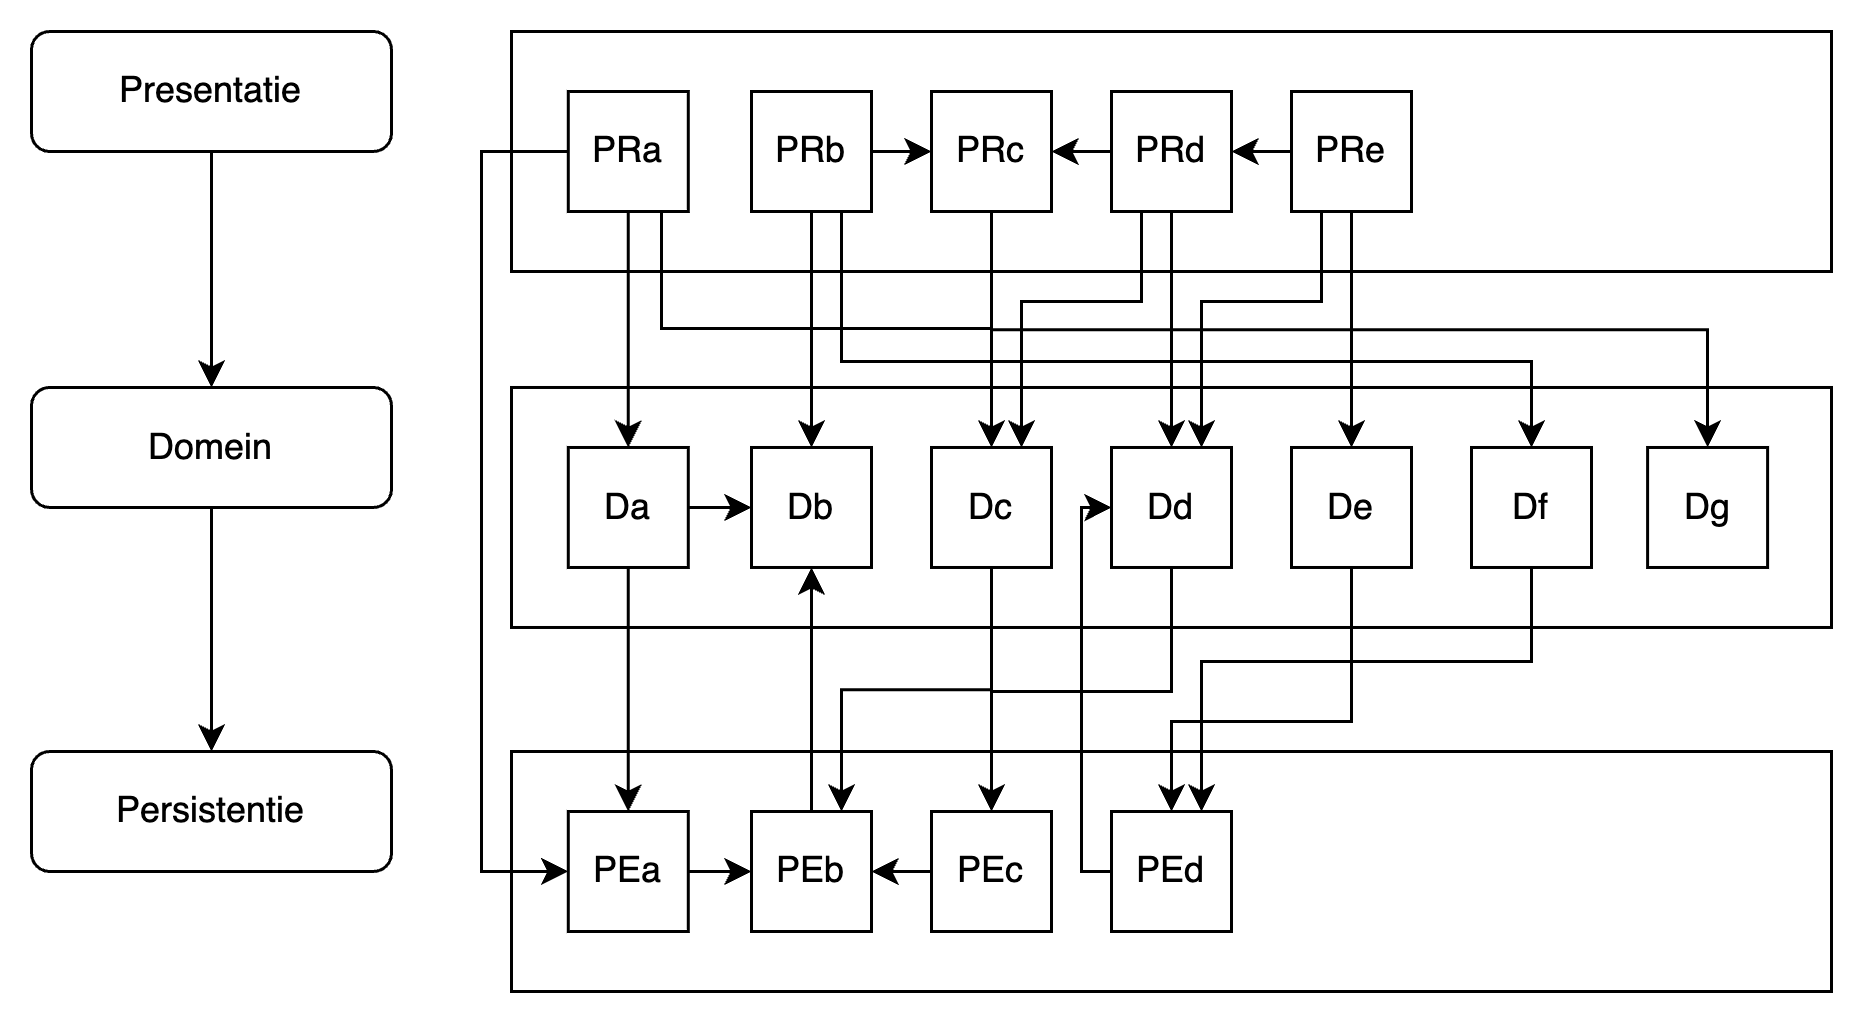 Presentatie
PRa
PRb
PRc
PRd
PRe
Domein
Da
Db
Dc
Dd
De
Df
Dg
Persistentie
PEa
PEb
PEc
PEd